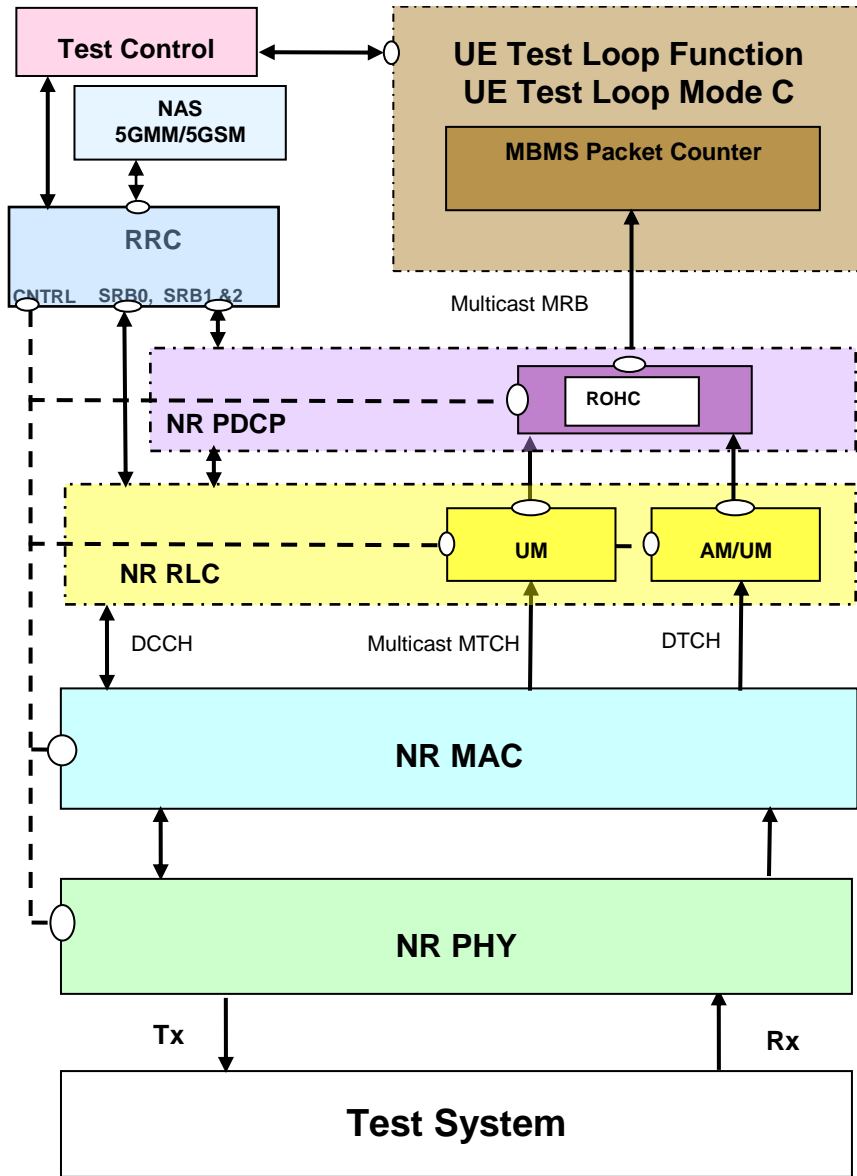 Test Control
UE Test Loop Function
UE Test Loop Mode C
NAS
5GMM/5GSM
MBMS Packet Counter
RRC
CNTRL SRB0, SRB1 &2
Multicast MRB
ROHC
NR PDCP
UM
AM/UM
NR RLC
DCCH
Multicast MTCH
DTCH
NR MAC
NR PHY
Tx
Rx
Test System